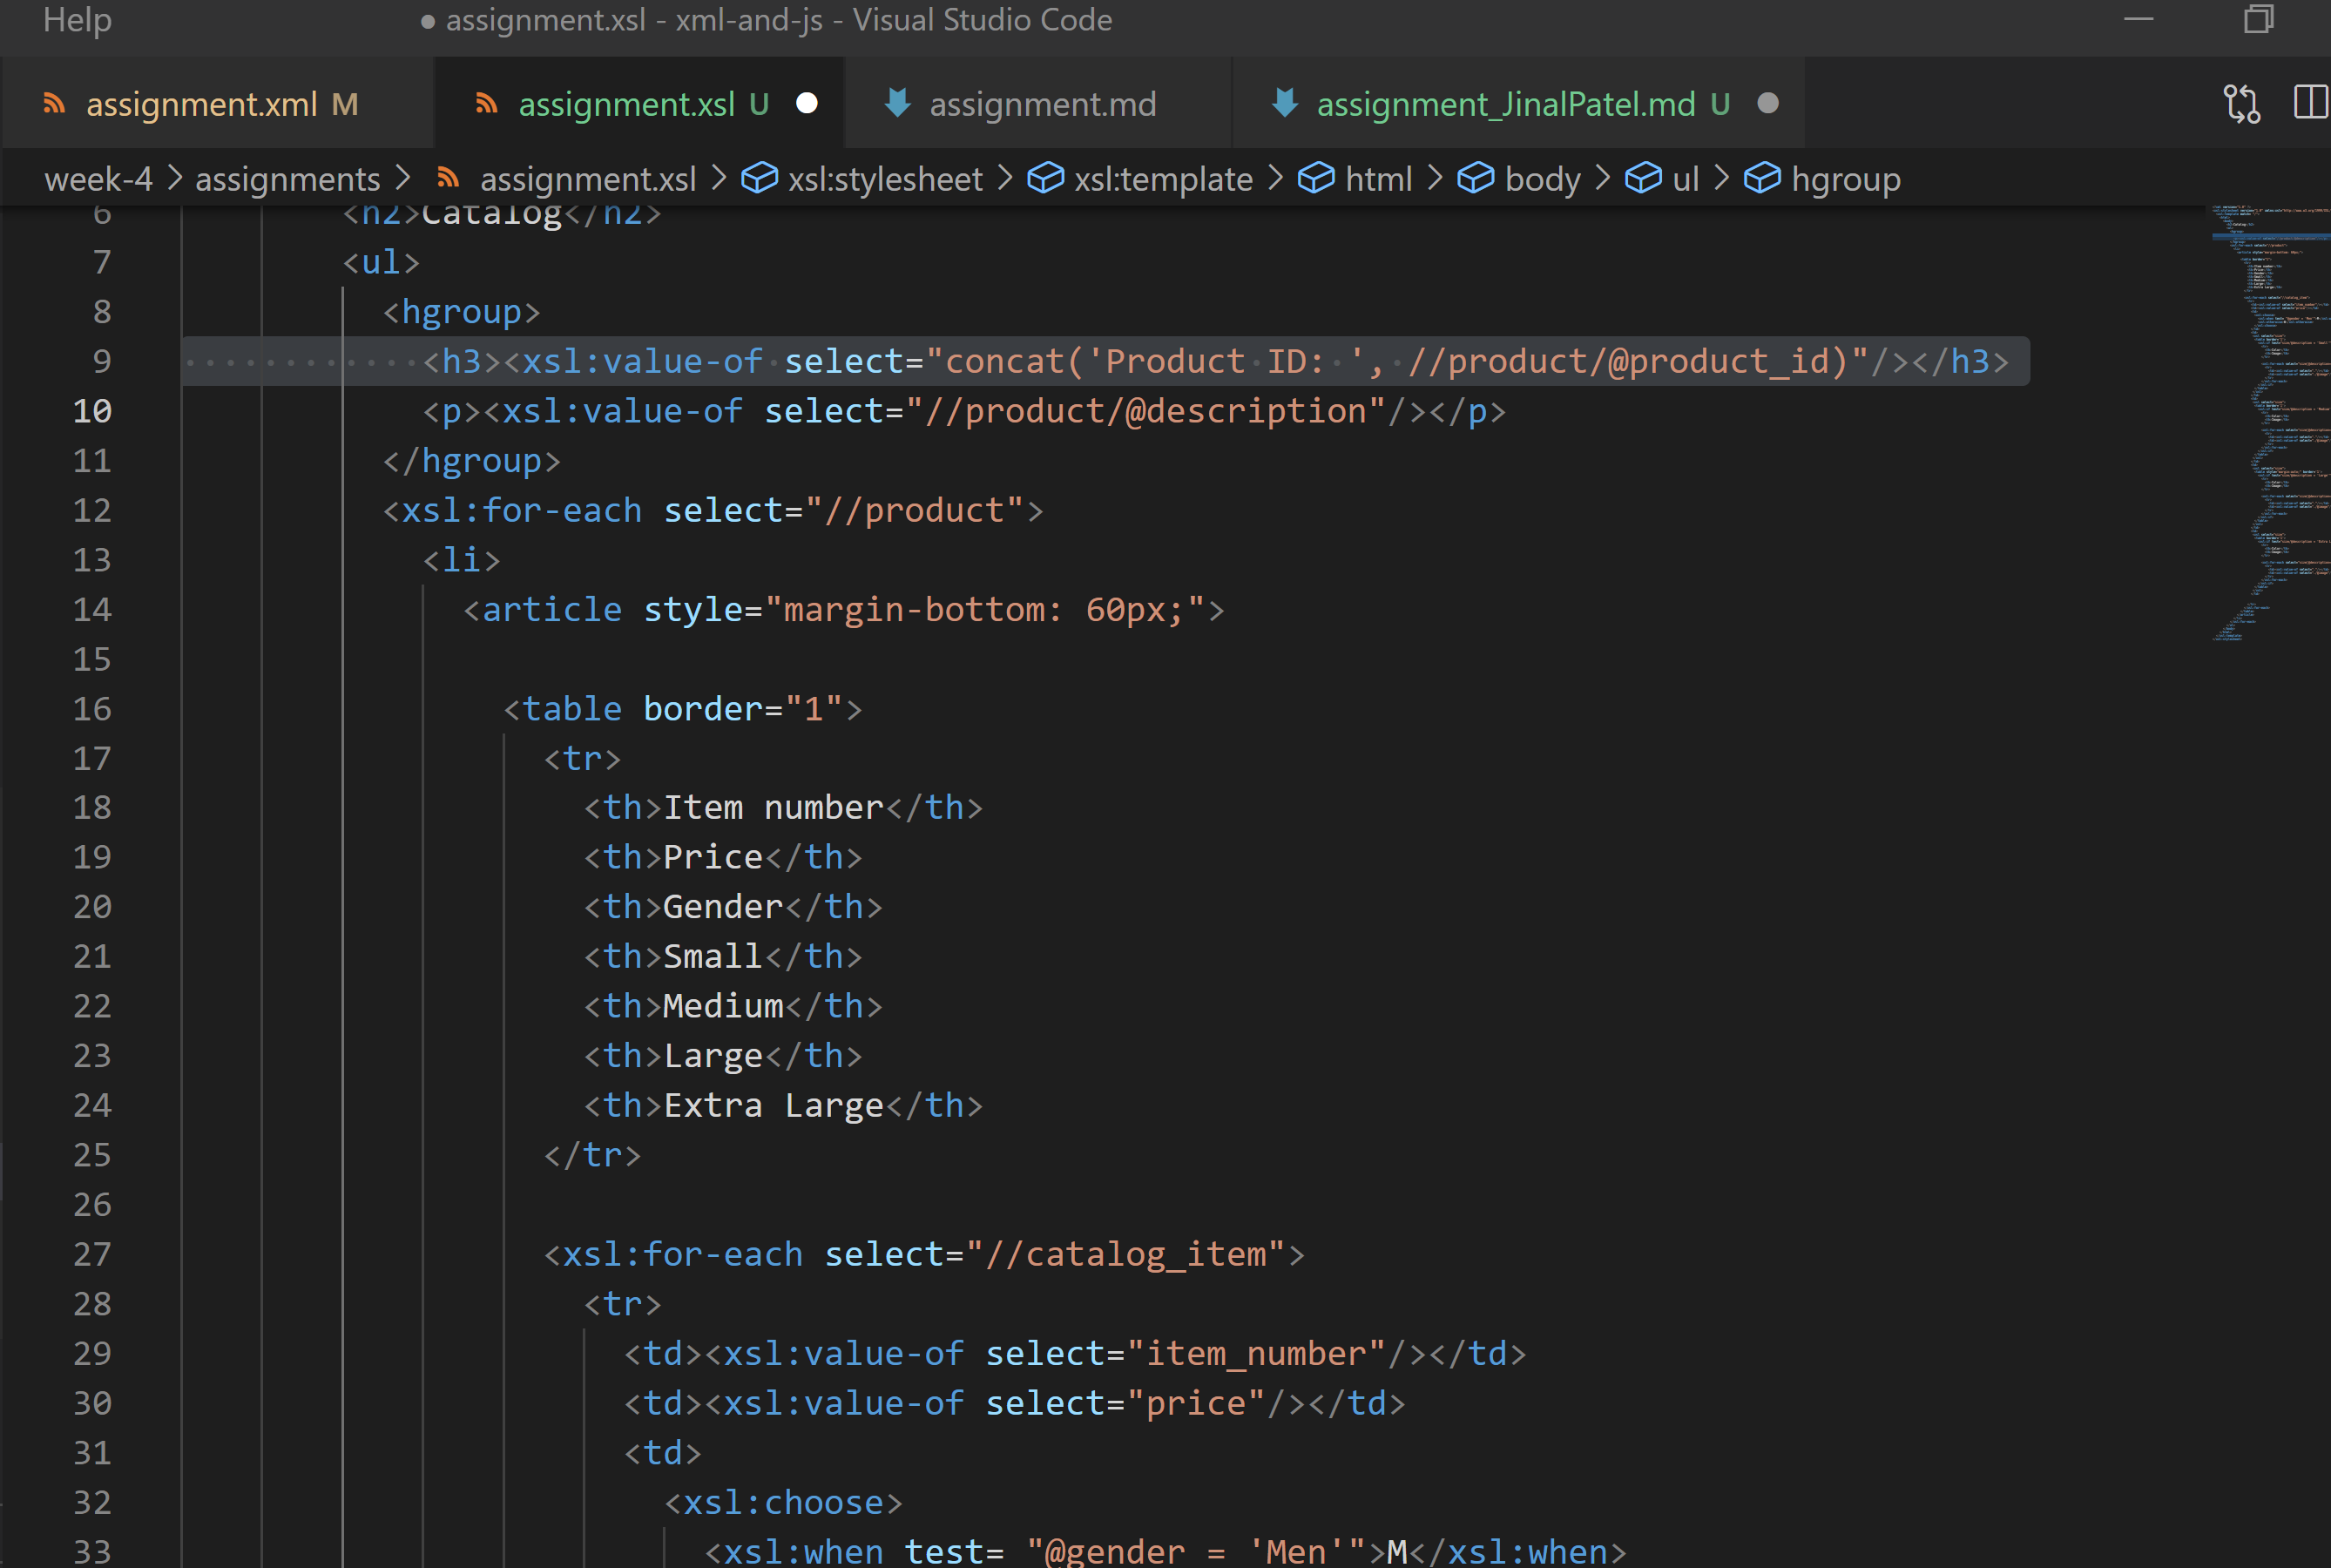 Help
● assignment.xsl - xml-and-js - Visual Studio Code
assignment.xml M
assignment.xsl U
assignment.md
assignment_JinalPatel.md U
week-4 > assignments > assignment.xsl > xsl:stylesheet > xsl:template > html > body > ul > hgroup
6 <h2>Catalog</h2>
7 <ul>
8 <hgroup>
9 <h3><xsl:value-of select="concat('Product ID: ', //product/@product_id)"/></h3>
10 <p><xsl:value-of select="//product/@description"/></p>
11 </hgroup>
12 <xsl:for-each select="//product">
13 <li>
14 <article style="margin-bottom: 60px;">
15
16 <table border="1">
17 <tr>
18 <th>Item number</th>
19 <th>Price</th>
20 <th>Gender</th>
21 <th>Small</th>
22 <th>Medium</th>
23 <th>Large</th>
24 <th>Extra Large</th>
25 </tr>
26
27 <xsl:for-each select="//catalog_item">
28 <tr>
29 <td><xsl:value-of select="item_number"/></td>
30 <td><xsl:value-of select="price"/></td>
31 <td>
32 <xsl:choose>
33 <xsl:when test= "@gender = 'Men'">M</xsl:when>